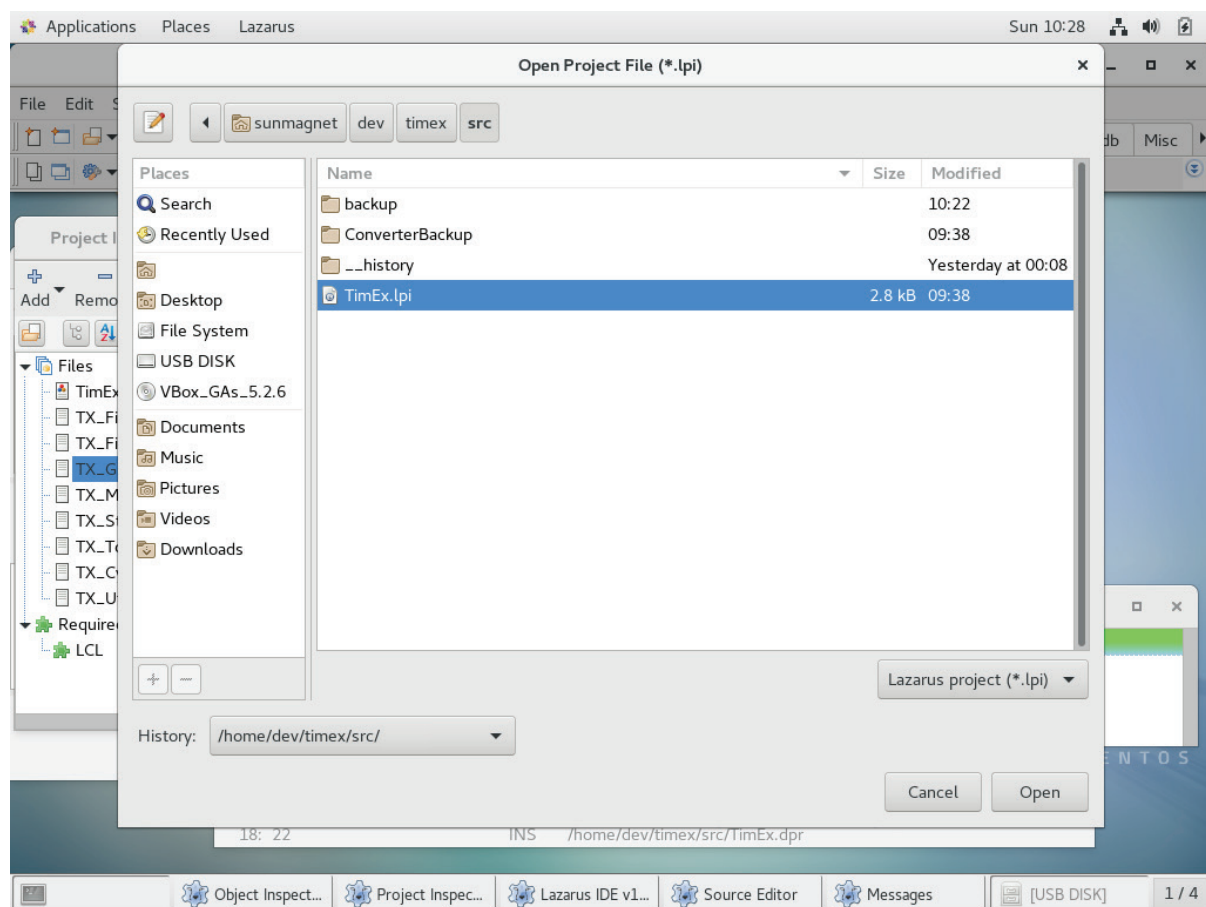 Applications Places Lazarus Sun 10:28
Open Project File (*.lpi)
File Edit
sunmagnet dev timex src
db Misc
Places
Name Size Modified
Search
Recently Used
Desktop
File System
USB DISK
VBox_GAs_5.2.6
Documents
Music
Pictures
Videos
Downloads
backup 10:22
ConverterBackup 09:38
__history Yesterday at 00:08
TimEx.lpi 2.8 kB 09:38
Project I
Add Remo
Files
TimEx
TX_Fi
TX_Fi
TX_G
TX_M
TX_S
TX_To
TX_C
TX_U
Require
LCL
Lazarus project (*.lpi)
History: /home/dev/timex/src/
ENTOS
Cancel Open
18: 22 INS /home/dev/timex/src/TimEx.dpr
Object Inspect... Project Inspec... Lazarus IDE v1... Source Editor Messages [USB DISK] 1 / 4